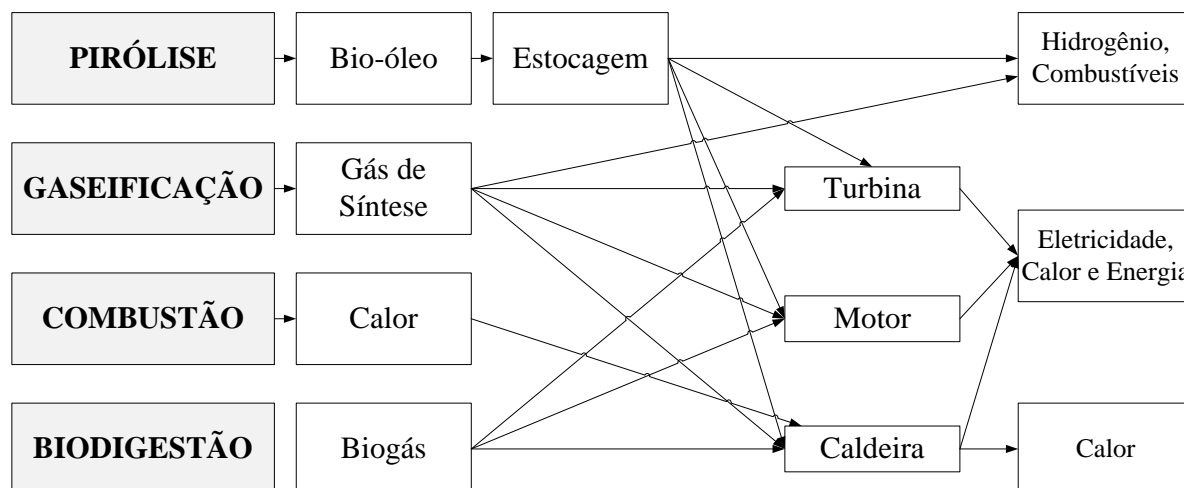 PIRÓLISE
Bio-óleo
Estocagem
Hidrogênio,
Combustíveis
GASEIFICAÇÃO
Gás de
Síntese
Turbina
Eletricidade,
Calor e Energia
COMBUSTÃO
Calor
Motor
BIODIGESTÃO
Biogás
Caldeira
Calor